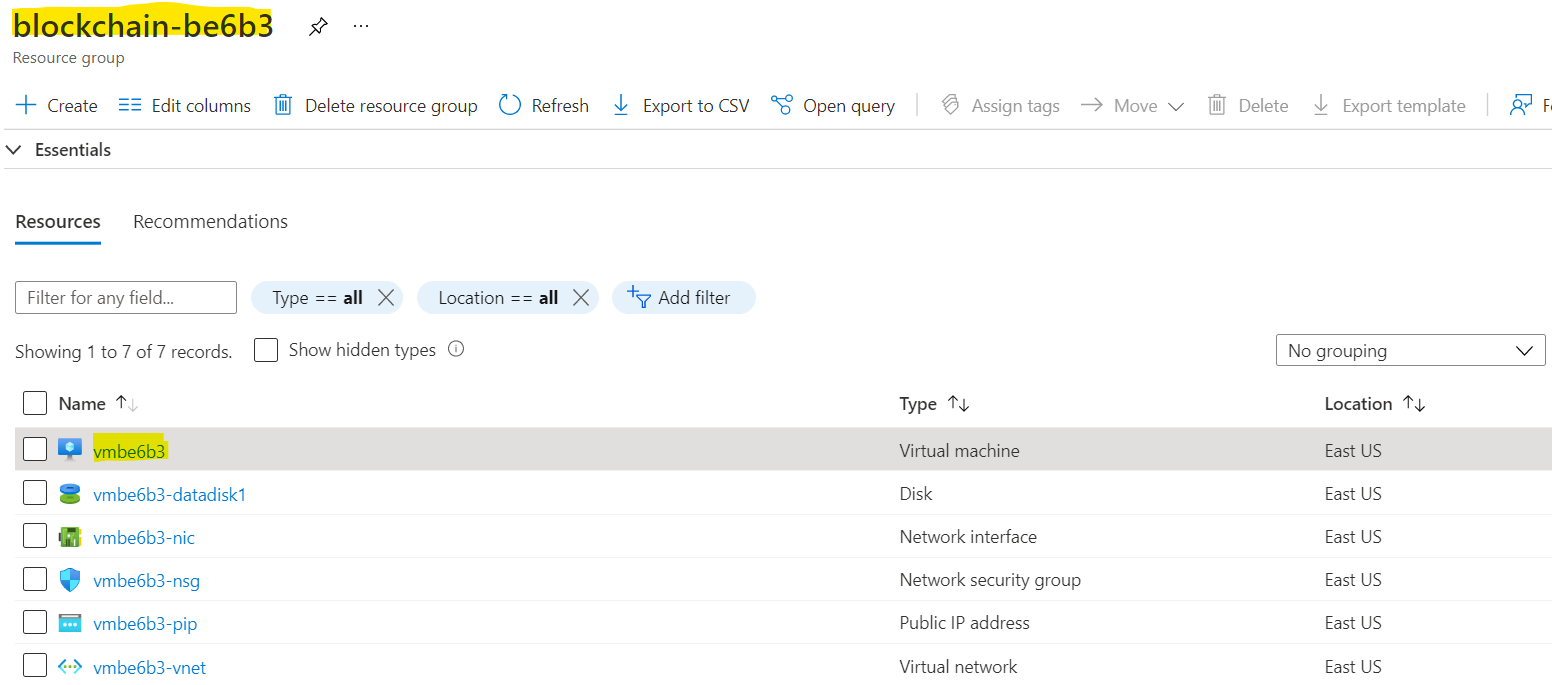 blockchain-be6b3
Resource group
Create Edit columns Delete resource group Refresh Export to CSV Open query Assign tags Move Delete Export template
Essentials
Resources Recommendations
Filter for any field... Type == all Location == all Add filter
Showing 1 to 7 of 7 records. Show hidden types No grouping
Name Type Location
vmbe6b3 Virtual machine East US
vmbe6b3-datadisk1 Disk East US
vmbe6b3-nic Network interface East US
vmbe6b3-nsg Network security group East US
vmbe6b3-pip Public IP address East US
vmbe6b3-vnet Virtual network East US